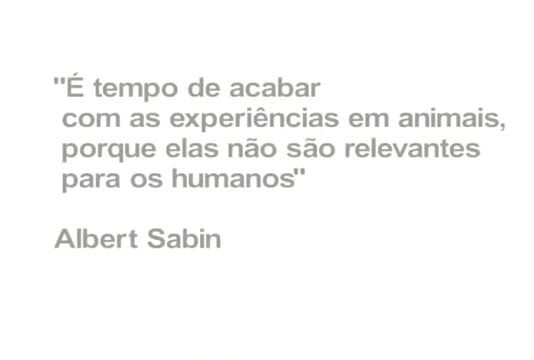 "É tempo de acabar
com as experiências em animais,
porque elas não são relevantes
para os humanos"
Albert Sabin